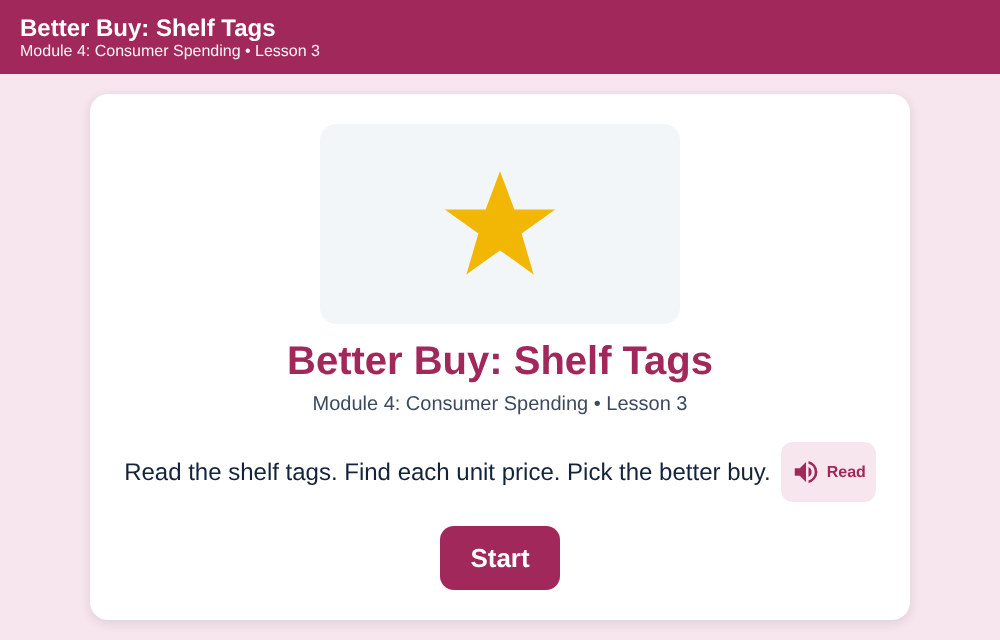 Better Buy: Shelf Tags
Module 4: Consumer Spending • Lesson 3
Better Buy: Shelf Tags
Module 4: Consumer Spending • Lesson 3
Read the shelf tags. Find each unit price. Pick the better buy.
Read
Start